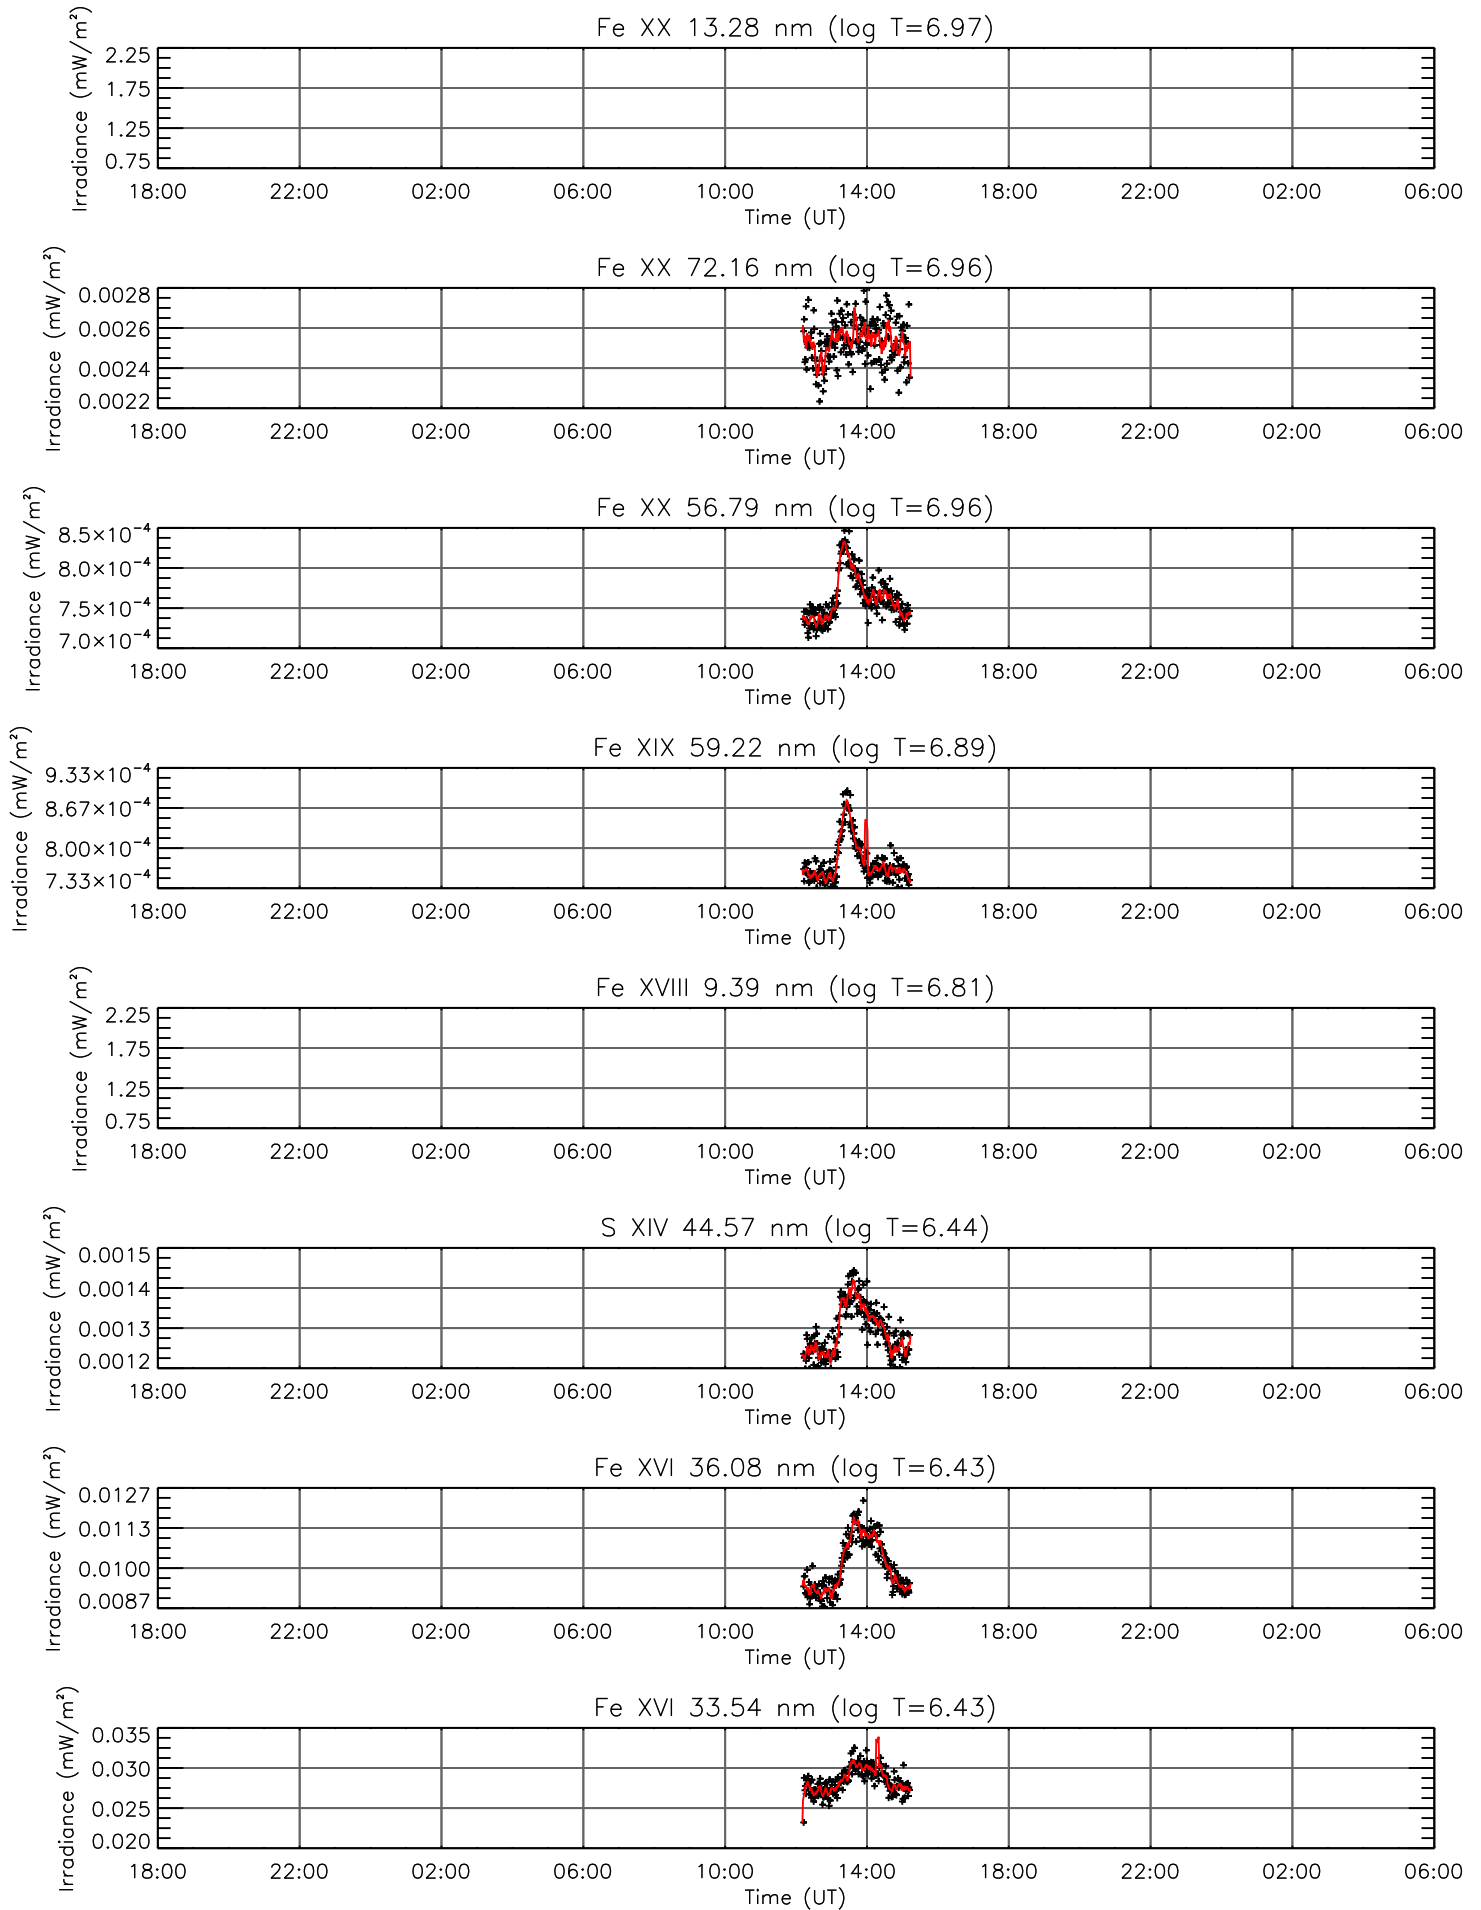 Fe XX 13.28 nm (log T=6.97)
Irradiance (mW/m²)
2.25
1.75
1.25
0.75
18:00 22:00 02:00 06:00 10:00 14:00 18:00 22:00 02:00 06:00
Time (UT)
Fe XX 72.16 nm (log T=6.96)
Irradiance (mW/m²)
0.0028
0.0026
0.0024
0.0022
18:00 22:00 02:00 06:00 10:00 14:00 18:00 22:00 02:00 06:00
Time (UT)
Fe XX 56.79 nm (log T=6.96)
Irradiance (mW/m²)
8.5×10⁻⁴
8.0×10⁻⁴
7.5×10⁻⁴
7.0×10⁻⁴
18:00 22:00 02:00 06:00 10:00 14:00 18:00 22:00 02:00 06:00
Time (UT)
Fe XIX 59.22 nm (log T=6.89)
Irradiance (mW/m²)
9.33×10⁻⁴
8.67×10⁻⁴
8.00×10⁻⁴
7.33×10⁻⁴
18:00 22:00 02:00 06:00 10:00 14:00 18:00 22:00 02:00 06:00
Time (UT)
Fe XVIII 9.39 nm (log T=6.81)
Irradiance (mW/m²)
2.25
1.75
1.25
0.75
18:00 22:00 02:00 06:00 10:00 14:00 18:00 22:00 02:00 06:00
Time (UT)
S XIV 44.57 nm (log T=6.44)
Irradiance (mW/m²)
0.0015
0.0014
0.0013
0.0012
18:00 22:00 02:00 06:00 10:00 14:00 18:00 22:00 02:00 06:00
Time (UT)
Fe XVI 36.08 nm (log T=6.43)
Irradiance (mW/m²)
0.0127
0.0113
0.0100
0.0087
18:00 22:00 02:00 06:00 10:00 14:00 18:00 22:00 02:00 06:00
Time (UT)
Fe XVI 33.54 nm (log T=6.43)
Irradiance (mW/m²)
0.035
0.030
0.025
0.020
18:00 22:00 02:00 06:00 10:00 14:00 18:00 22:00 02:00 06:00
Time (UT)